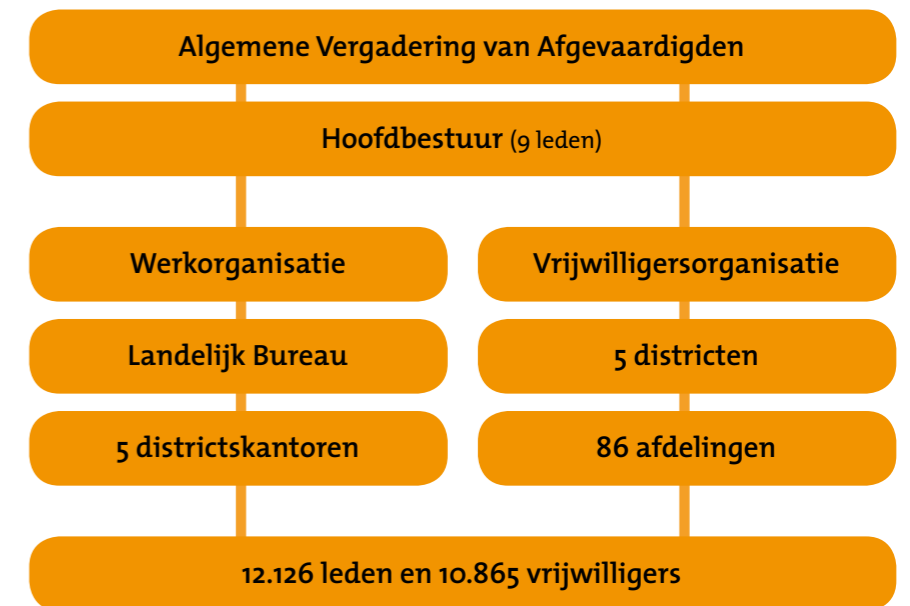 Algemene Vergadering van Afgevaardigden
Hoofdbestuur (9 leden)
Werkorganisatie
Vrijwilligersorganisatie
Landelijk Bureau
5 districten
5 districtskantoren
86 afdelingen
12.126 leden en 10.865 vrijwilligers